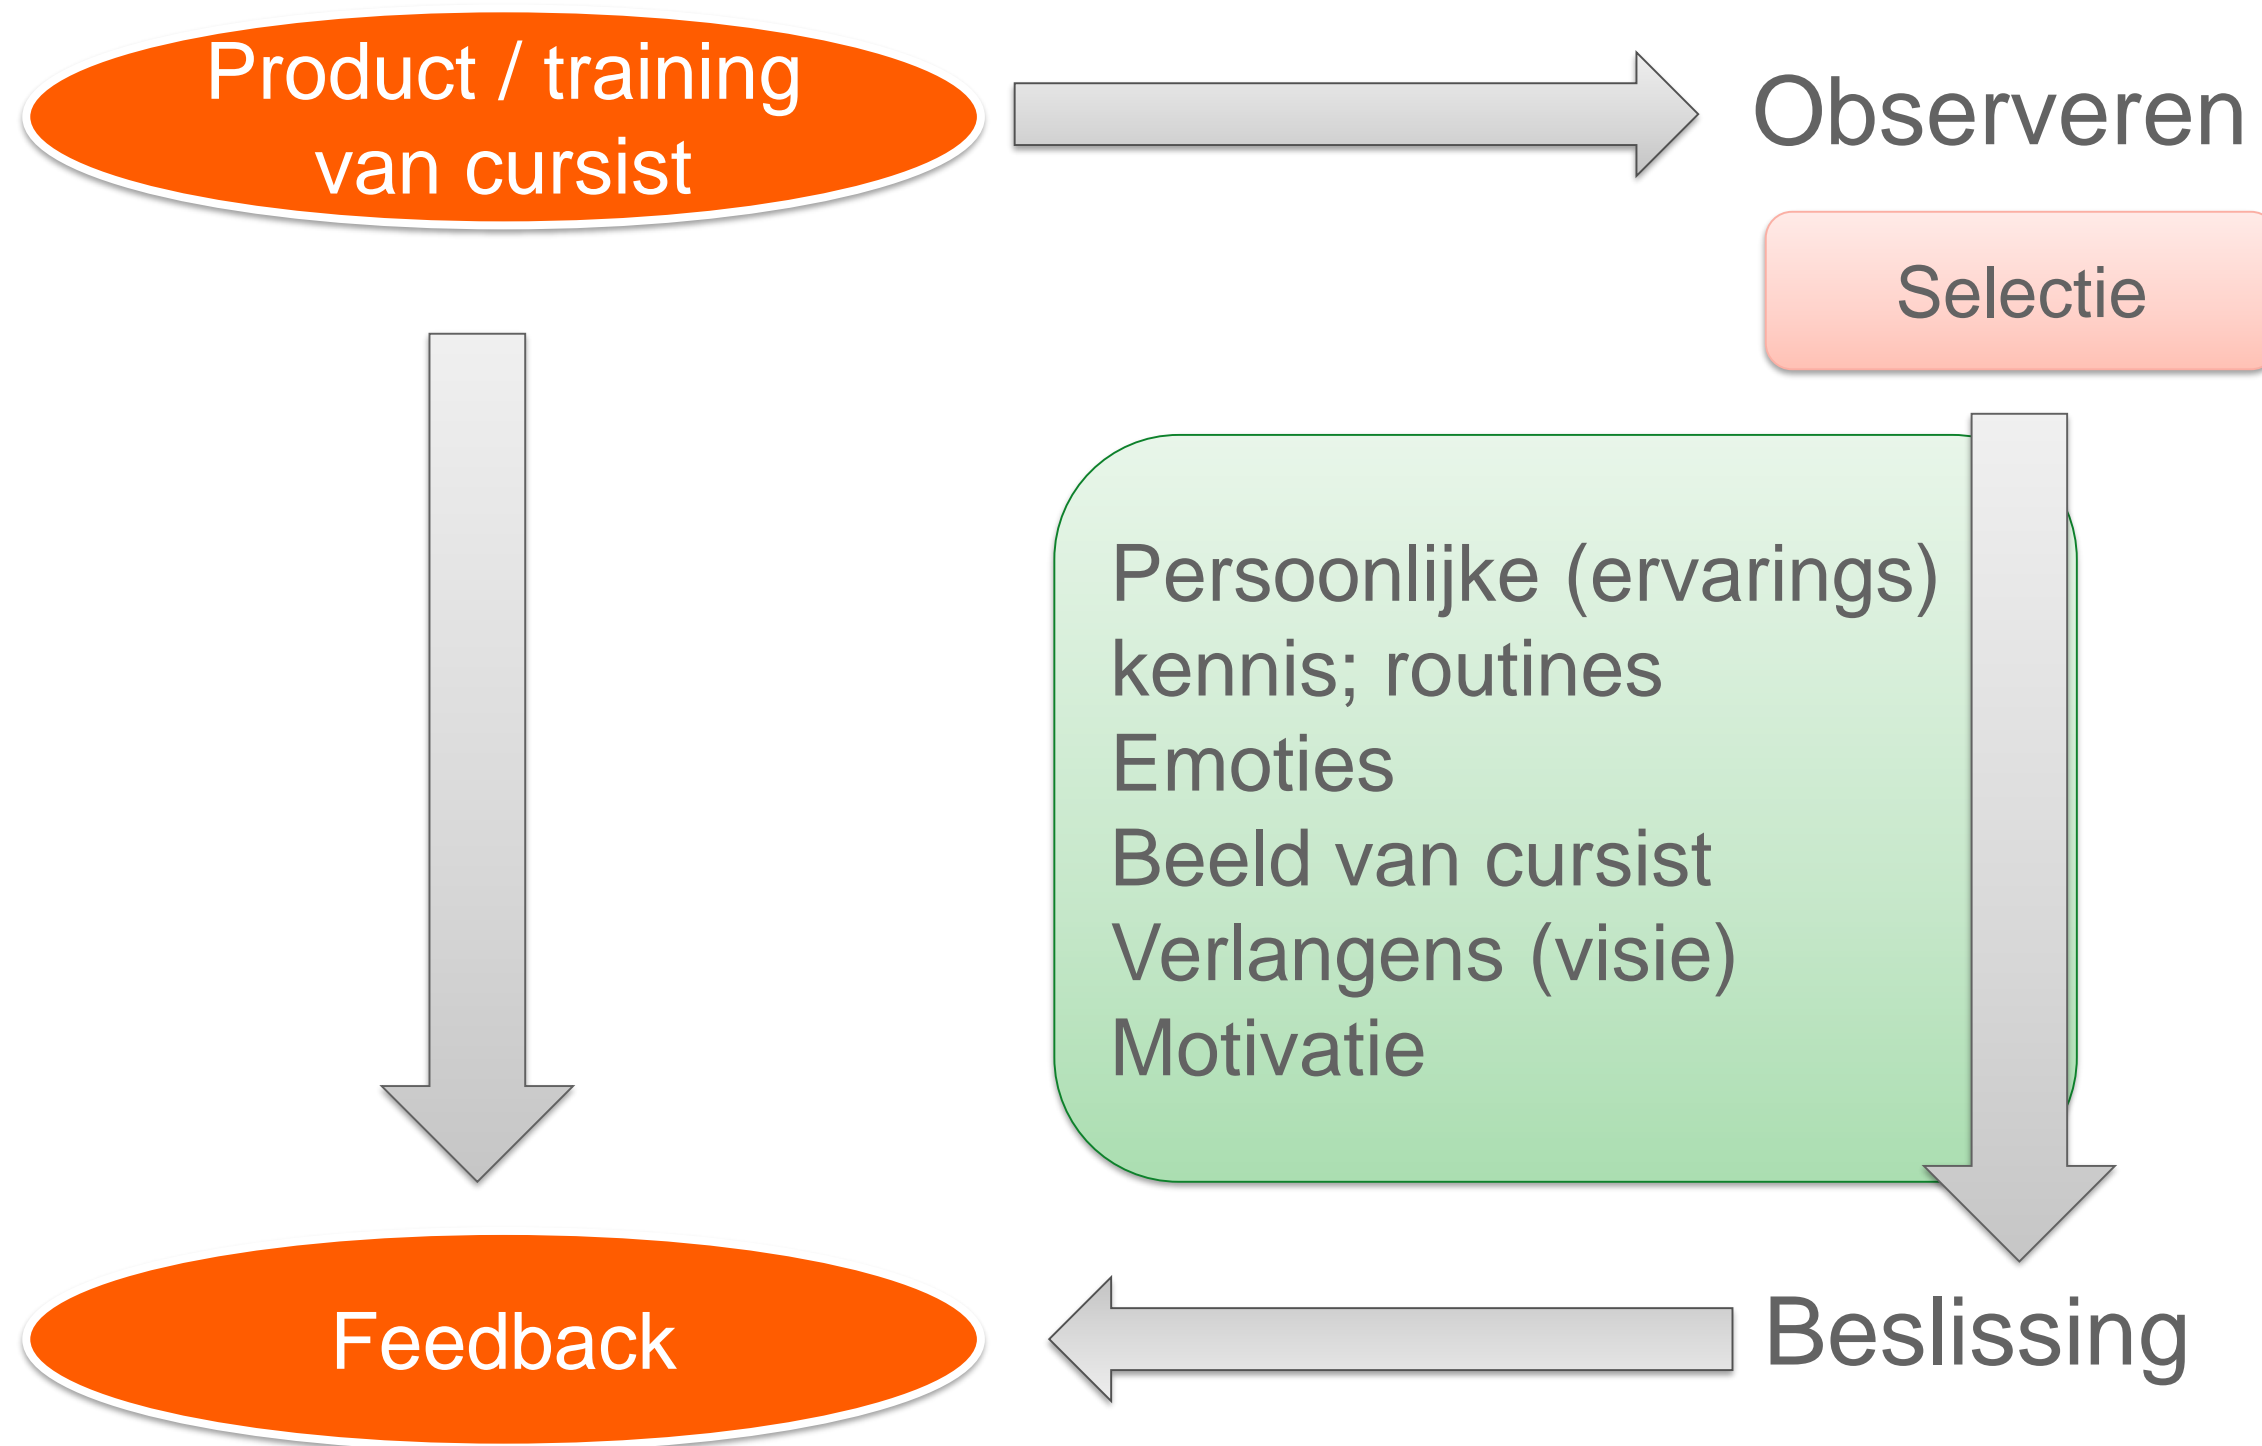 Product / training
van cursist
Observeren
Selectie
Persoonlijke (ervarings)
kennis; routines
Emoties
Beeld van cursist
Verlangens (visie)
Motivatie
Feedback
Beslissing